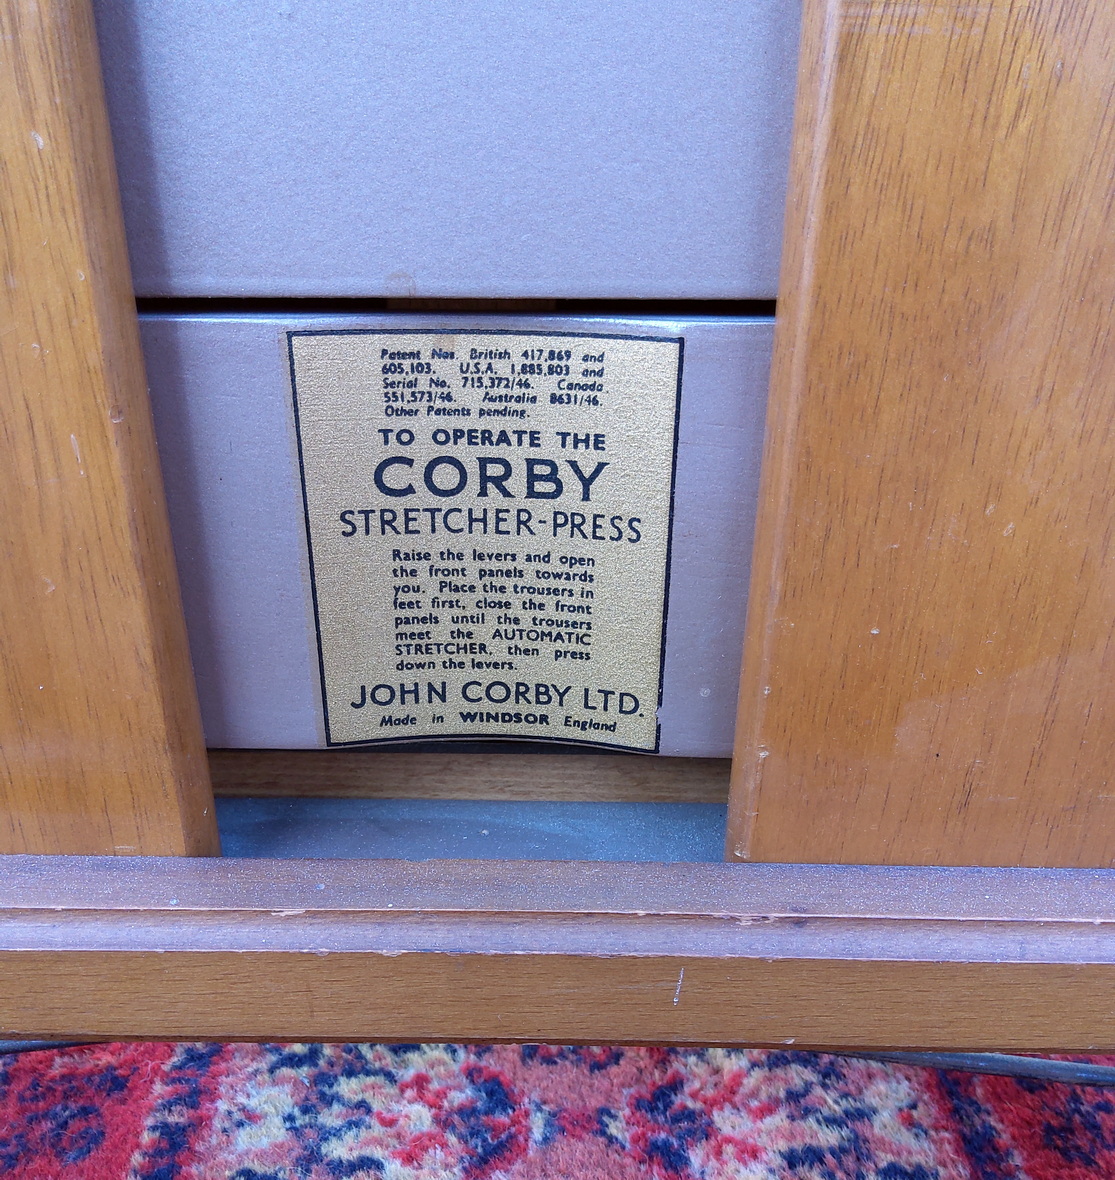 Patent Nos. British 417,869 and
605,103. U.S.A. 1,885,803 and
Serial No. 715,372/46. Canada
551,573/46. Australia 8631/46.
Other Patents pending.
TO OPERATE THE
CORBY
STRETCHER-PRESS
Raise the levers and open
the front panels towards
you. Place the trousers in
feet first, close the front
panels until the trousers
meet the AUTOMATIC
STRETCHER, then press
down the levers.
JOHN CORBY LTD.
Made in WINDSOR England